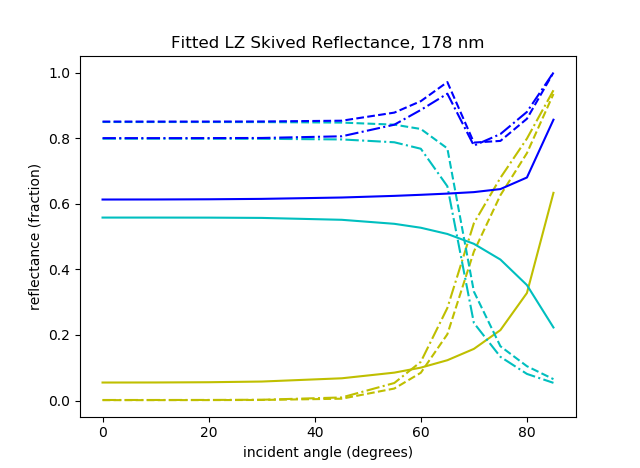 Fitted LZ Skived Reflectance, 178 nm
reflectance (fraction)
1.0
0.8
0.6
0.4
0.2
0.0
0 20 40 60 80
incident angle (degrees)